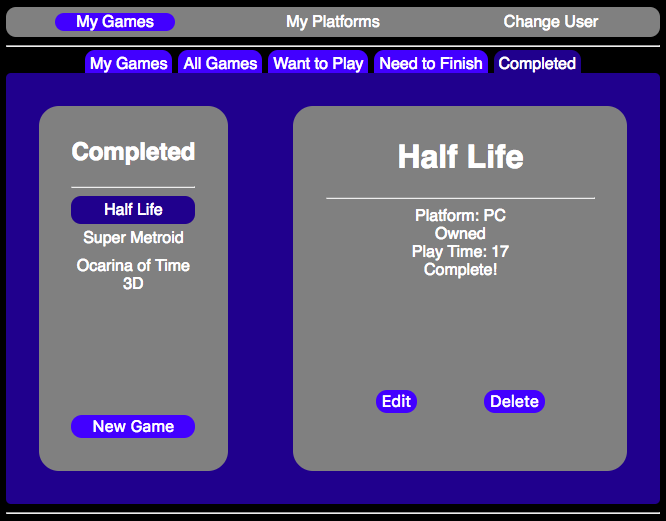 My Games My Platforms Change User
My Games All Games Want to Play Need to Finish Completed
Completed
Half Life
Super Metroid
Ocarina of Time
3D
New Game
Half Life
Platform: PC
Owned
Play Time: 17
Complete!
Edit Delete